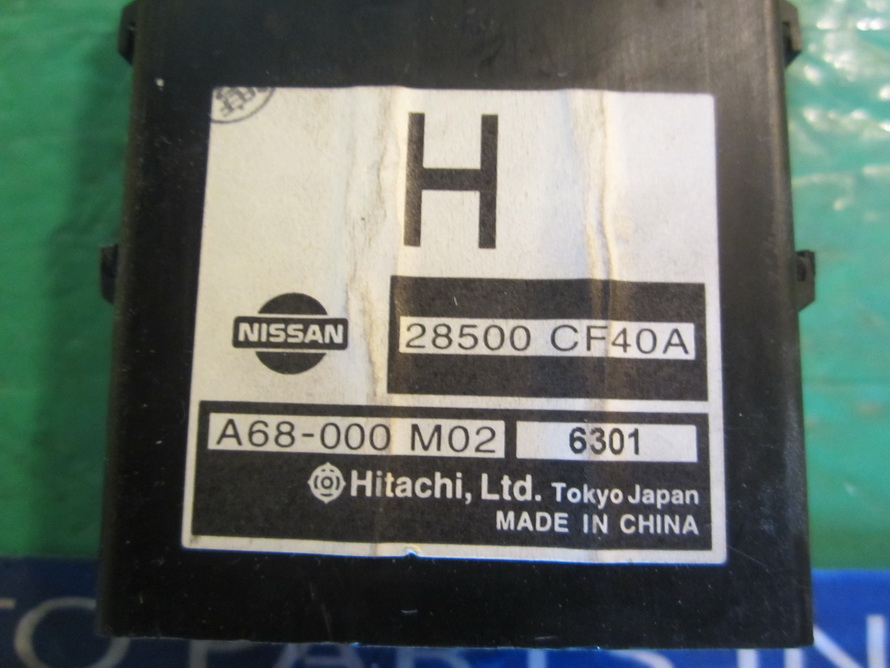 H
NISSAN
28500 CF40A
A68-000 M02 6301
Hitachi, Ltd. Tokyo Japan
MADE IN CHINA